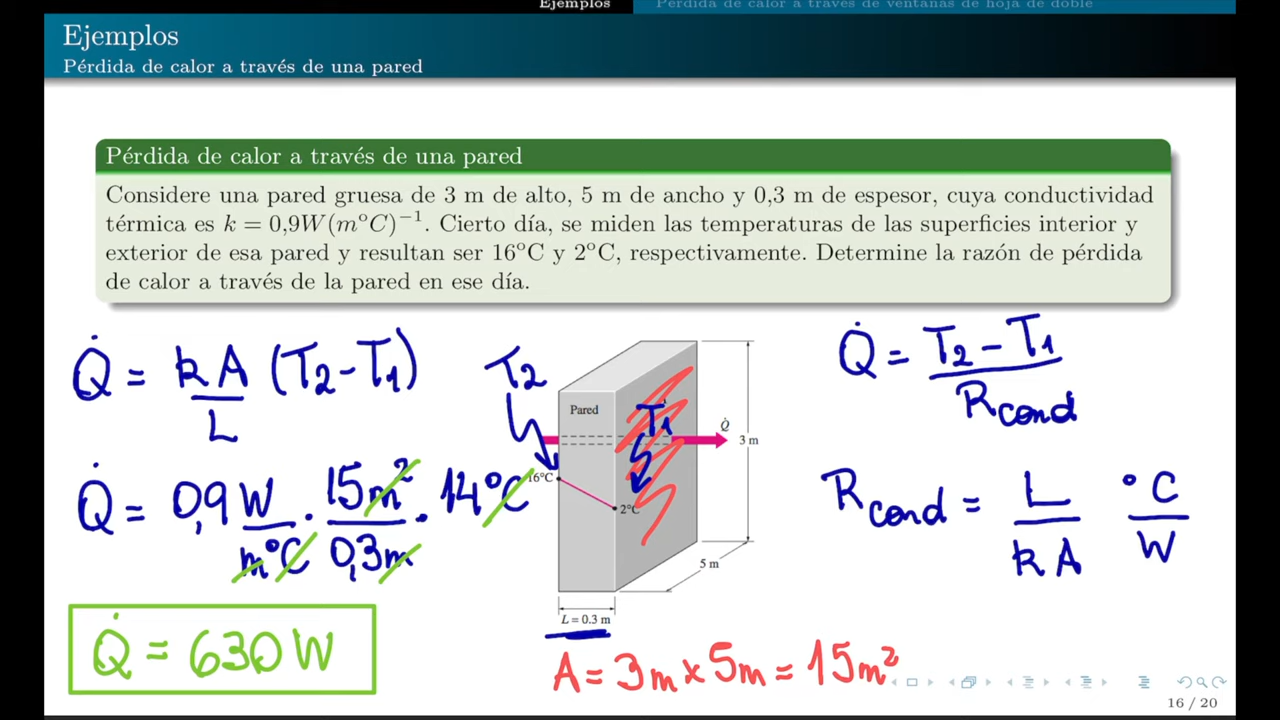 Ejemplos
Pérdida de calor a través de ventanas de hoja de doble
Ejemplos
Pérdida de calor a través de una pared
Pérdida de calor a través de una pared
Considere una pared gruesa de 3 m de alto, 5 m de ancho y 0,3 m de espesor, cuya conductividad
térmica es k = 0,9W(m°C)⁻¹. Cierto día, se miden las temperaturas de las superficies interior y
exterior de esa pared y resultan ser 16°C y 2°C, respectivamente. Determine la razón de pérdida
de calor a través de la pared en ese día.
Q̇ = kA/L (T₂-T₁)
Q̇ = 0,9W/m°C · 15m²/0,3m · 14°C
Q̇ = 630W
T₂
Pared
T₁
Q̇
3 m
16°C
2°C
5 m
L = 0.3 m
A = 3m x 5m = 15m²
Q̇ = T₂-T₁/Rcond
Rcond = L/kA °C/W
16 / 20